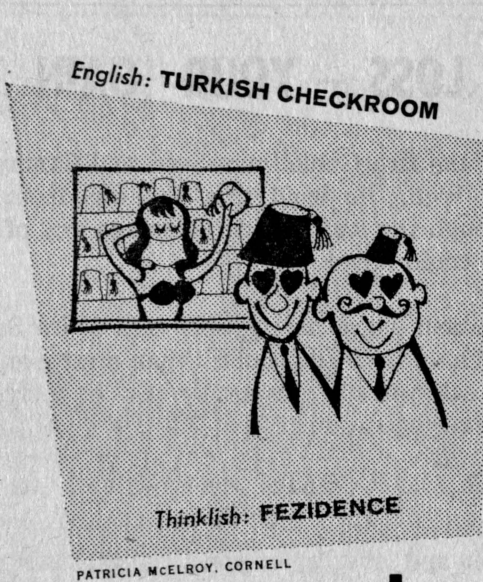 English: TURKISH CHECKROOM
Thinklish: FEZIDENCE
PATRICIA MCELROY, CORNELL